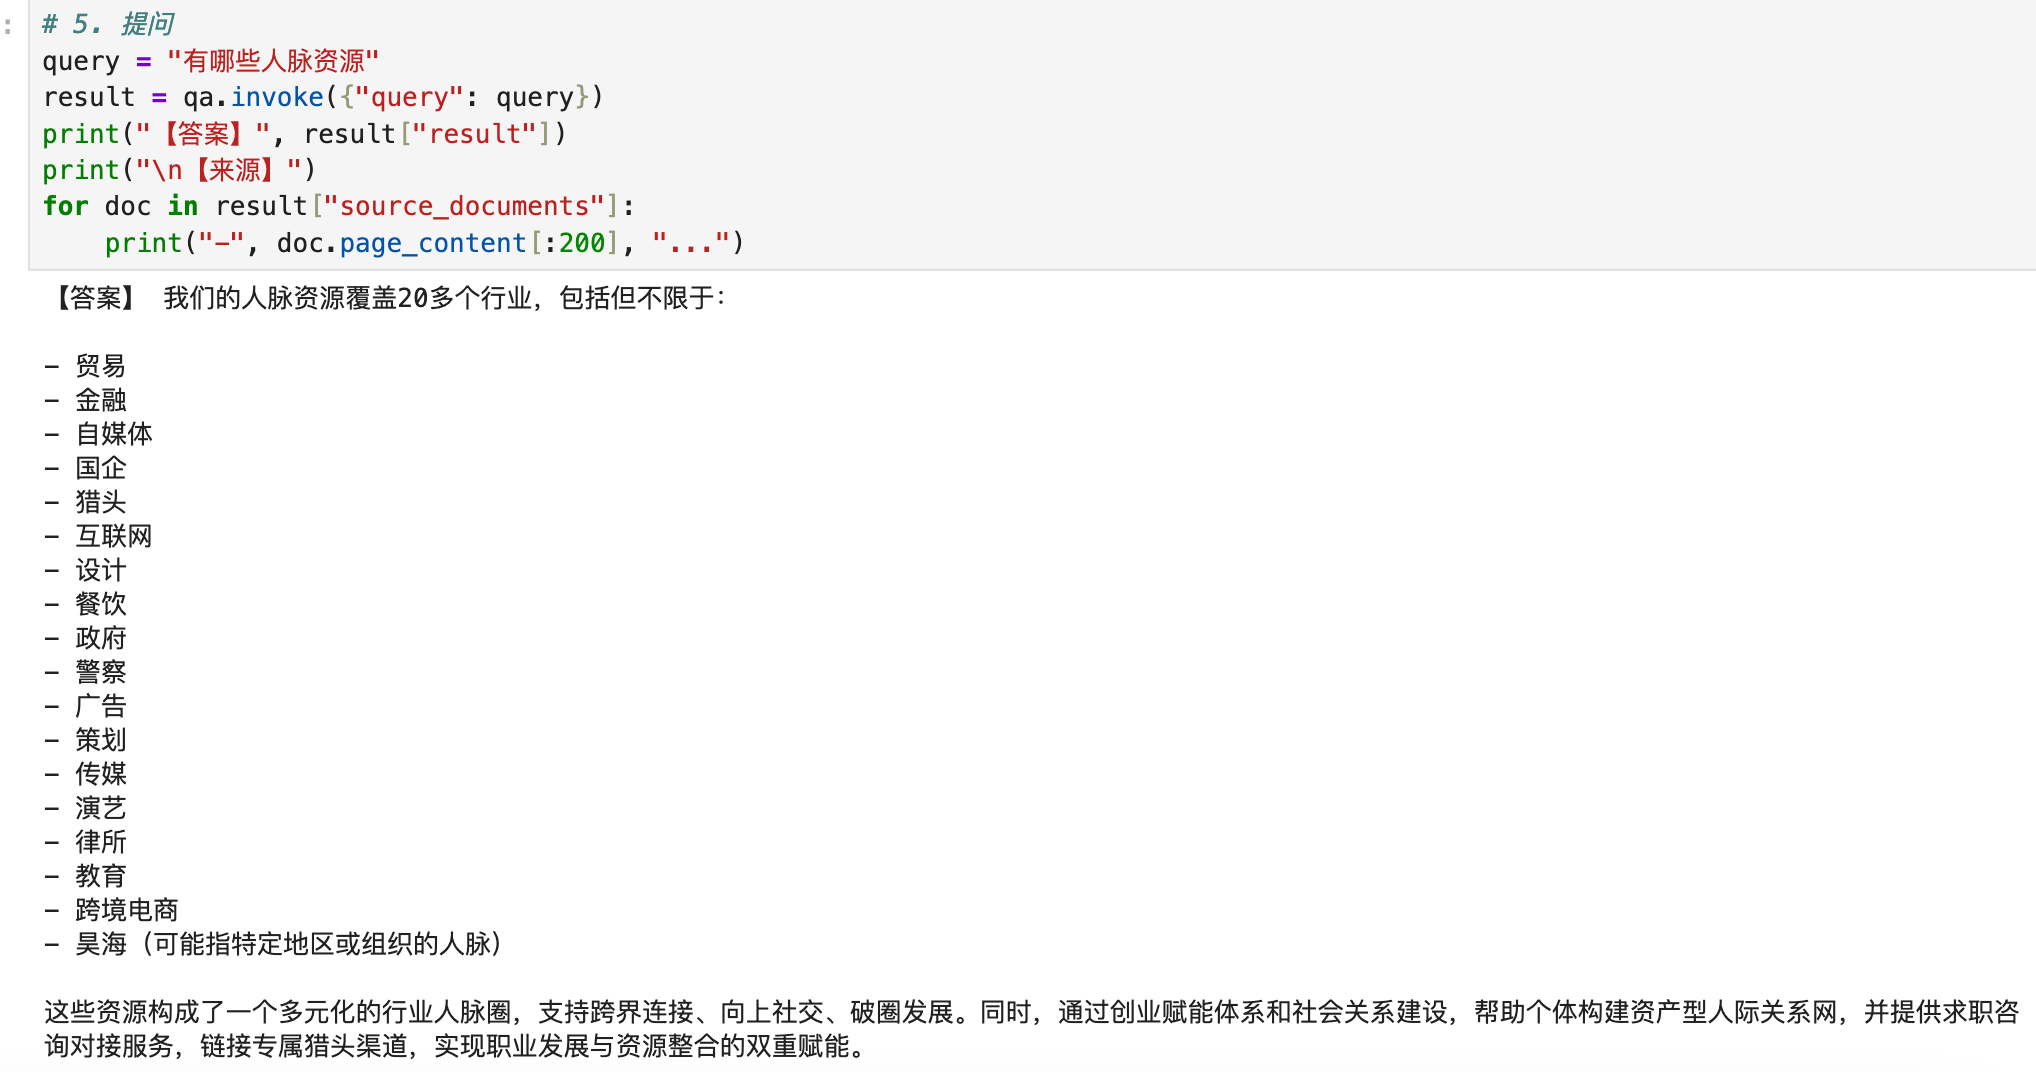 :
# 5. 提问
query = "有哪些人脉资源"
result = qa.invoke({"query": query})
print("【答案】", result["result"])
print("\n【来源】")
for doc in result["source_documents"]:
    print("-", doc.page_content[:200], "...")
【答案】 我们的人脉资源覆盖20多个行业，包括但不限于：
- 贸易
- 金融
- 自媒体
- 国企
- 猎头
- 互联网
- 设计
- 餐饮
- 政府
- 警察
- 广告
- 策划
- 传媒
- 演艺
- 律所
- 教育
- 跨境电商
- 昊海（可能指特定地区或组织的人脉）
这些资源构成了一个多元化的行业人脉圈，支持跨界连接、向上社交、破圈发展。同时，通过创业赋能体系和社会关系建设，帮助个体构建资产型人际关系网，并提供求职咨
询对接服务，链接专属猎头渠道，实现职业发展与资源整合的双重赋能。